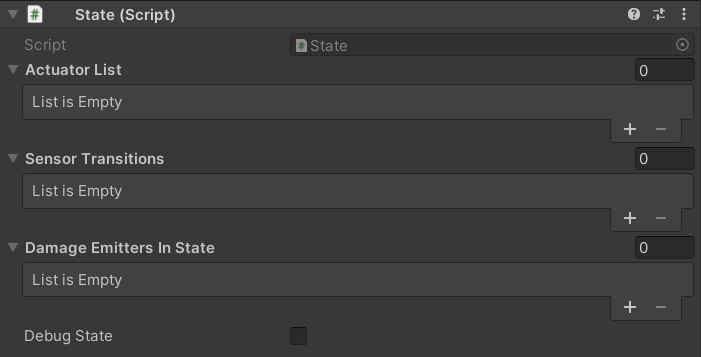 State (Script)
Script State
Actuator List 0
List is Empty
Sensor Transitions 0
List is Empty
Damage Emitters In State 0
List is Empty
Debug State